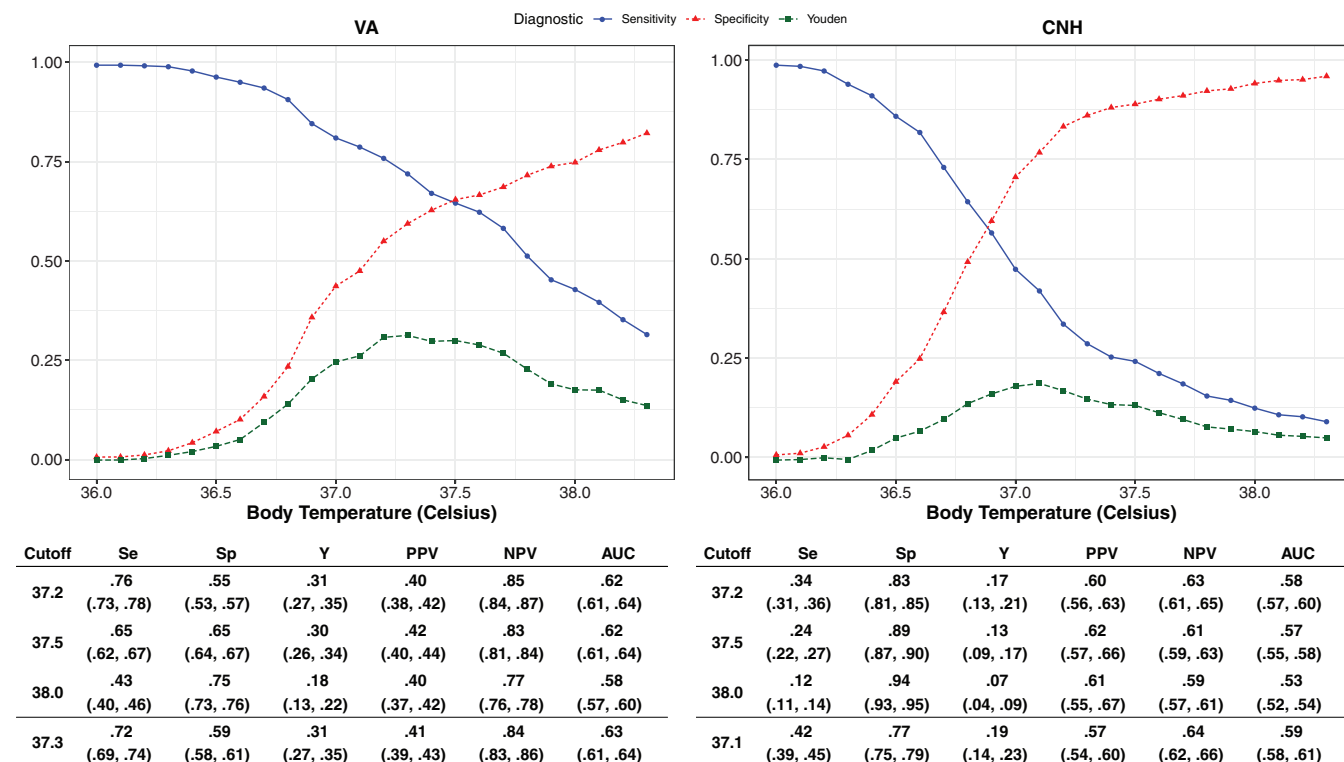 Diagnostic Sensitivity Specificity Youden
VA
1.00
0.75
0.50
0.25
0.00
36.0 36.5 37.0 37.5 38.0
Body Temperature (Celsius)
CNH
1.00
0.75
0.50
0.25
0.00
36.0 36.5 37.0 37.5 38.0
Body Temperature (Celsius)
Cutoff Se Sp Y PPV NPV AUC
37.2 .76 .55 .31 .40 .85 .62
(.73, .78) (.53, .57) (.27, .35) (.38, .42) (.84, .87) (.61, .64)
37.5 .65 .65 .30 .42 .83 .62
(.62, .67) (.64, .67) (.26, .34) (.40, .44) (.81, .84) (.61, .64)
38.0 .43 .75 .18 .40 .77 .58
(.40, .46) (.73, .76) (.13, .22) (.37, .42) (.76, .78) (.57, .60)
37.3 .72 .59 .31 .41 .84 .63
(.69, .74) (.58, .61) (.27, .35) (.39, .43) (.83, .86) (.61, .64)
Cutoff Se Sp Y PPV NPV AUC
37.2 .34 .83 .17 .60 .63 .58
(.31, .36) (.81, .85) (.13, .21) (.56, .63) (.61, .65) (.57, .60)
37.5 .24 .89 .13 .62 .61 .57
(.22, .27) (.87, .90) (.09, .17) (.57, .66) (.59, .63) (.55, .58)
38.0 .12 .94 .07 .61 .59 .53
(.11, .14) (.93, .95) (.04, .09) (.55, .67) (.57, .61) (.52, .54)
37.1 .42 .77 .19 .57 .64 .59
(.39, .45) (.75, .79) (.14, .23) (.54, .60) (.62, .66) (.58, .61)